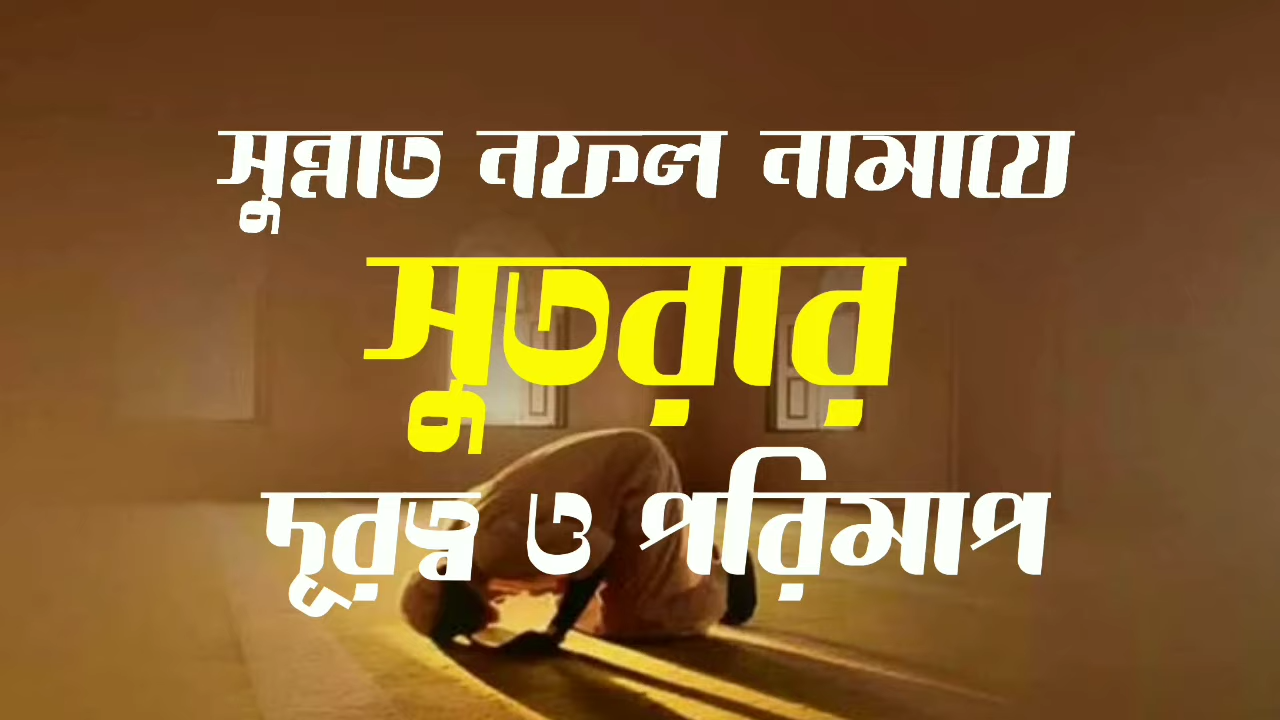 সুন্নাত নফল নামাযে
সুতরার
দূরত্ব ও পরিমাপ